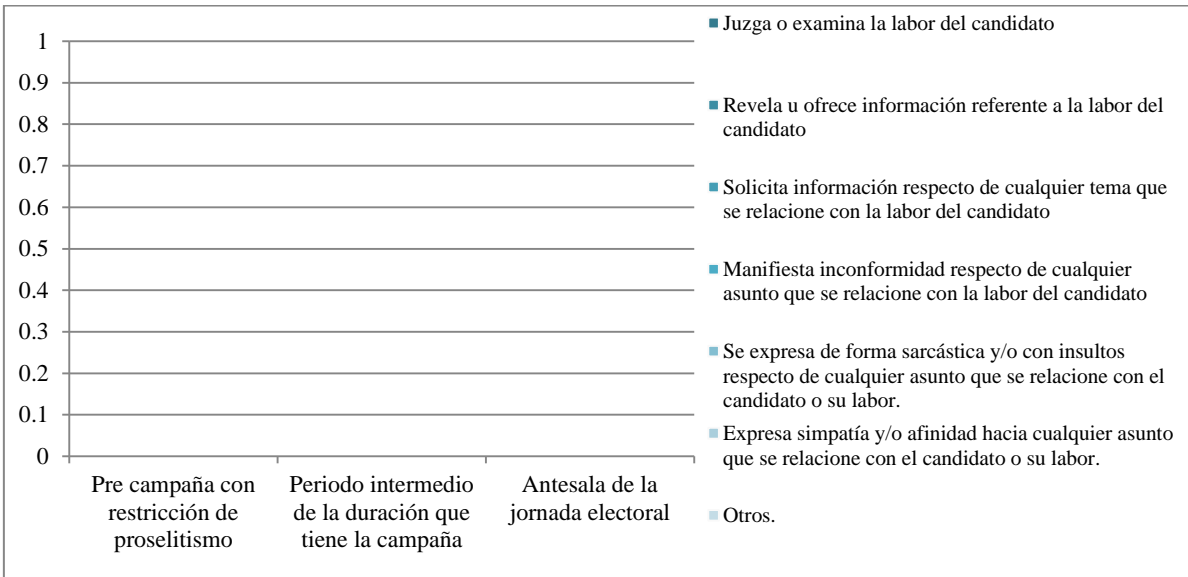 1
0.9
0.8
0.7
0.6
0.5
0.4
0.3
0.2
0.1
0
Pre campaña con
restricción de
proselitismo
Periodo intermedio
de la duración que
tiene la campaña
Antesala de la
jornada electoral
Juzga o examina la labor del candidato
Revela u ofrece información referente a la labor del
candidato
Solicita información respecto de cualquier tema que
se relacione con la labor del candidato
Manifiesta inconformidad respecto de cualquier
asunto que se relacione con la labor del candidato
Se expresa de forma sarcástica y/o con insultos
respecto de cualquier asunto que se relacione con el
candidato o su labor.
Expresa simpatía y/o afinidad hacia cualquier asunto
que se relacione con el candidato o su labor.
Otros.